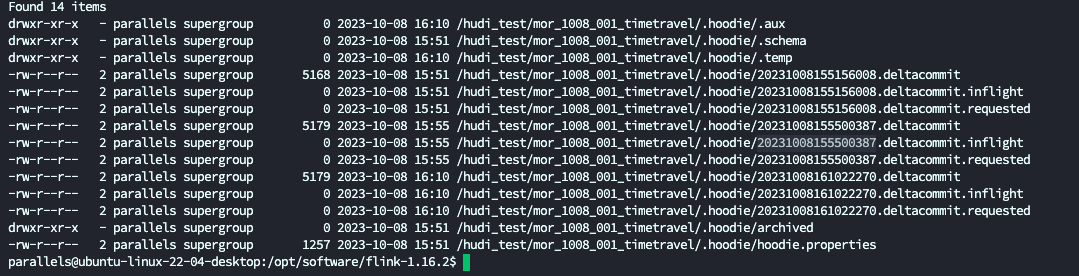 Found 14 items
drwxr-xr-x   - parallels supergroup          0 2023-10-08 16:10 /hudi_test/mor_1008_001_timetravel/.hoodie/.aux
drwxr-xr-x   - parallels supergroup          0 2023-10-08 15:51 /hudi_test/mor_1008_001_timetravel/.hoodie/.schema
drwxr-xr-x   - parallels supergroup          0 2023-10-08 16:10 /hudi_test/mor_1008_001_timetravel/.hoodie/.temp
-rw-r--r--   2 parallels supergroup       5168 2023-10-08 15:51 /hudi_test/mor_1008_001_timetravel/.hoodie/20231008155156008.deltacommit
-rw-r--r--   2 parallels supergroup          0 2023-10-08 15:51 /hudi_test/mor_1008_001_timetravel/.hoodie/20231008155156008.deltacommit.inflight
-rw-r--r--   2 parallels supergroup          0 2023-10-08 15:51 /hudi_test/mor_1008_001_timetravel/.hoodie/20231008155156008.deltacommit.requested
-rw-r--r--   2 parallels supergroup       5179 2023-10-08 15:55 /hudi_test/mor_1008_001_timetravel/.hoodie/20231008155500387.deltacommit
-rw-r--r--   2 parallels supergroup          0 2023-10-08 15:55 /hudi_test/mor_1008_001_timetravel/.hoodie/20231008155500387.deltacommit.inflight
-rw-r--r--   2 parallels supergroup          0 2023-10-08 15:55 /hudi_test/mor_1008_001_timetravel/.hoodie/20231008155500387.deltacommit.requested
-rw-r--r--   2 parallels supergroup       5179 2023-10-08 16:10 /hudi_test/mor_1008_001_timetravel/.hoodie/20231008161022270.deltacommit
-rw-r--r--   2 parallels supergroup          0 2023-10-08 16:10 /hudi_test/mor_1008_001_timetravel/.hoodie/20231008161022270.deltacommit.inflight
-rw-r--r--   2 parallels supergroup          0 2023-10-08 16:10 /hudi_test/mor_1008_001_timetravel/.hoodie/20231008161022270.deltacommit.requested
drwxr-xr-x   - parallels supergroup          0 2023-10-08 15:51 /hudi_test/mor_1008_001_timetravel/.hoodie/archived
-rw-r--r--   2 parallels supergroup       1257 2023-10-08 15:51 /hudi_test/mor_1008_001_timetravel/.hoodie/hoodie.properties
parallels@ubuntu-linux-22-04-desktop:/opt/software/flink-1.16.2$